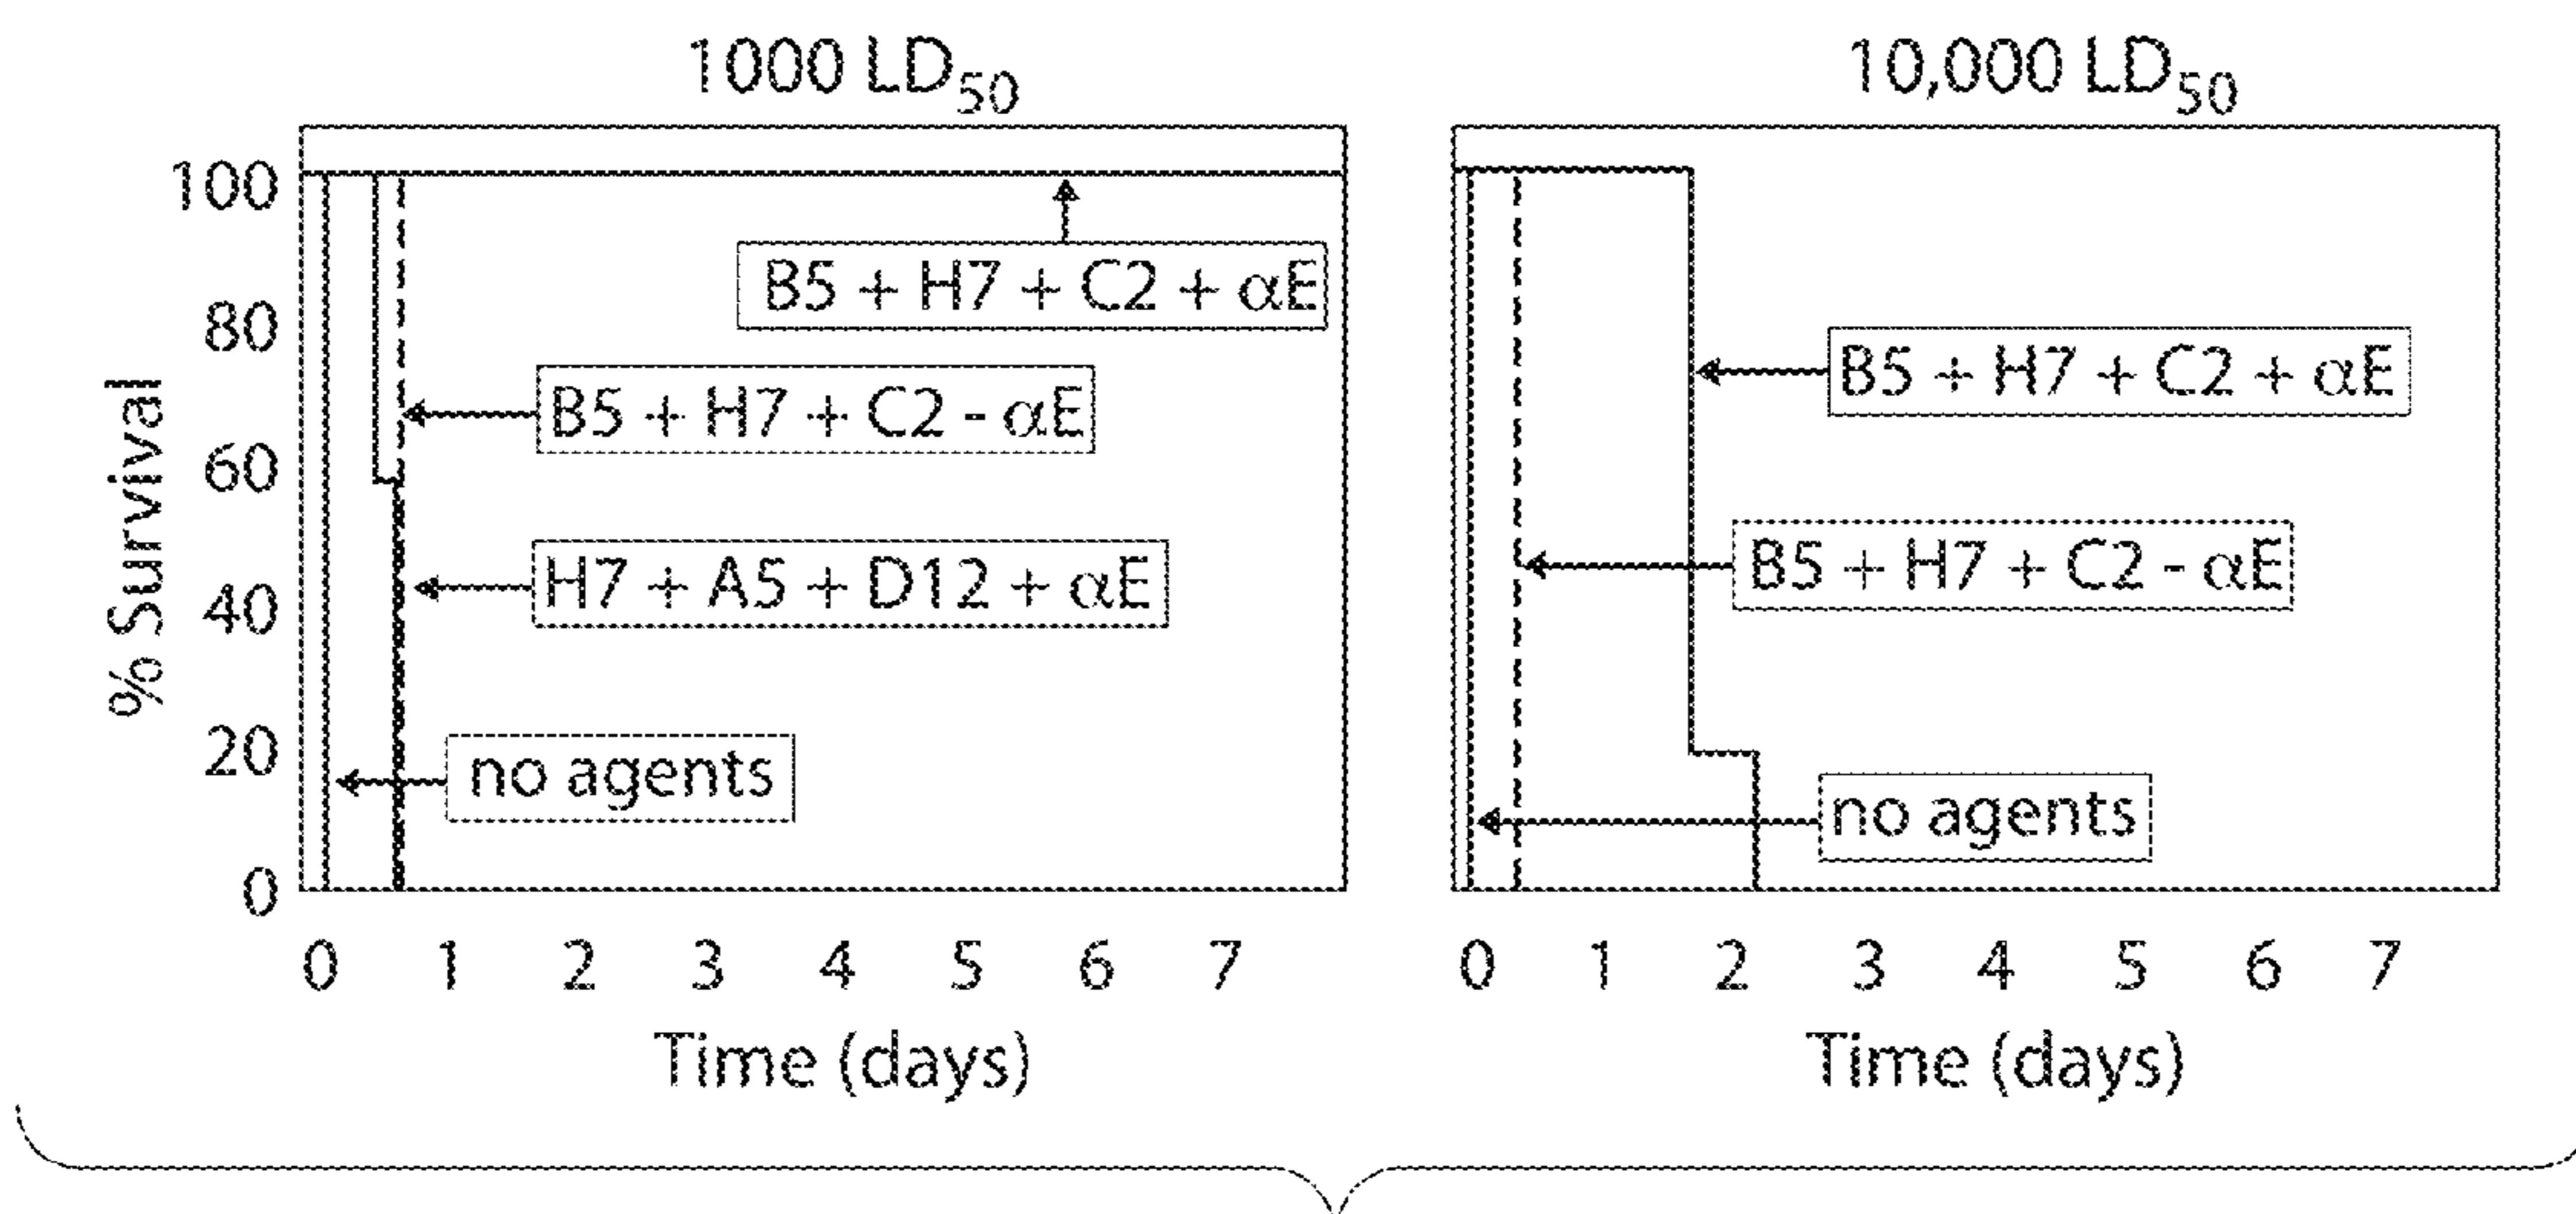 1000 LD50
10,000 LD50
% Survival
100
80
60
40
20
0
B5 + H7 + C2 + αE
B5 + H7 + C2 - αE
H7 + A5 + D12 + αE
no agents
0 1 2 3 4 5 6 7
Time (days)
B5 + H7 + C2 + αE
B5 + H7 + C2 - αE
no agents
0 1 2 3 4 5 6 7
Time (days)